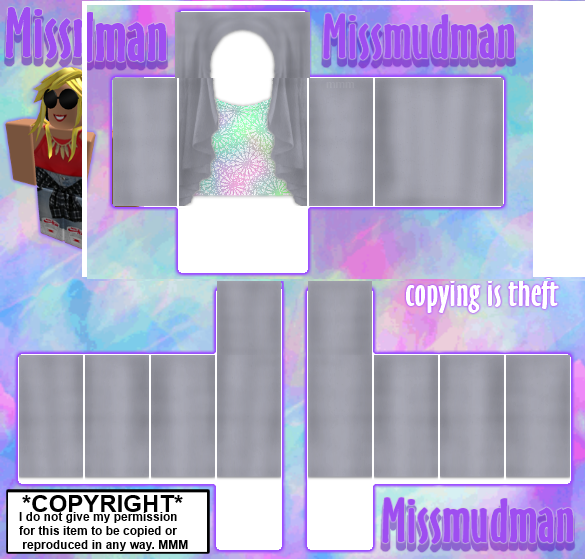 Missmudman
Missmudman
copying is theft
*COPYRIGHT*
I do not give my permission
for this item to be copied or
reproduced in any way. MMM
Missmudman